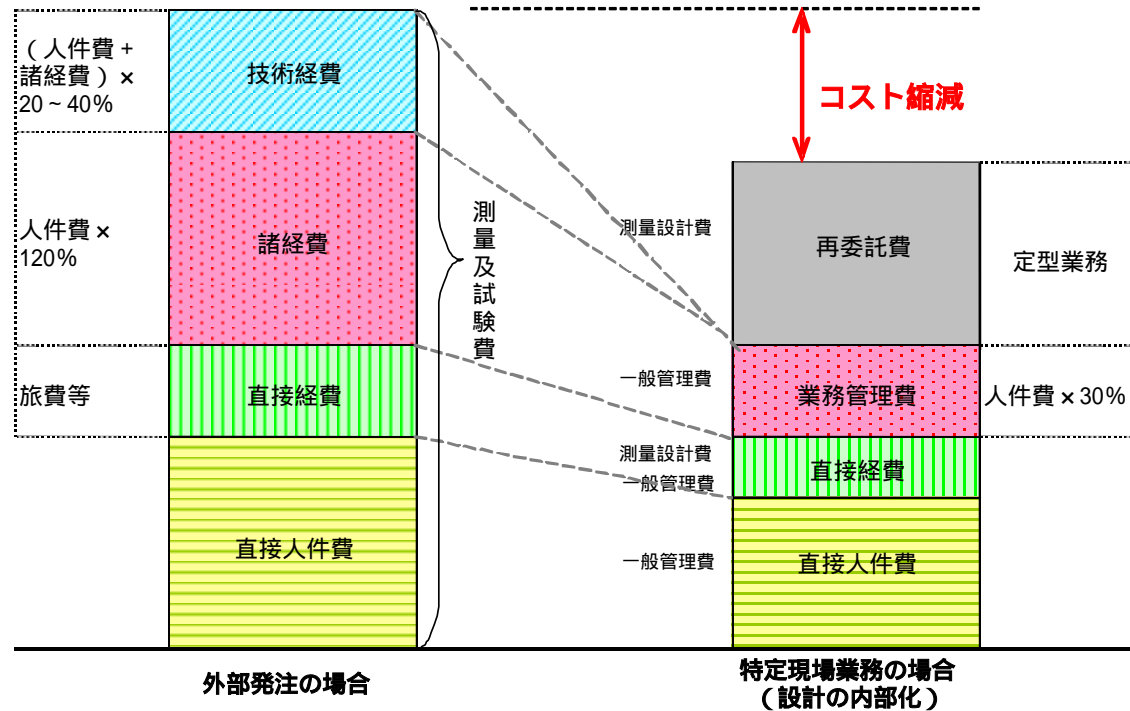 （人件費＋
諸経費）×
20～40％
技術経費
人件費×
120％
諸経費
旅費等
直接経費
直接人件費
測量及試験費
外部発注の場合
コスト縮減
測量設計費
再委託費
定型業務
一般管理費
業務管理費
人件費×30％
測量設計費
一般管理費
直接経費
一般管理費
直接人件費
特定現場業務の場合
（設計の内部化）